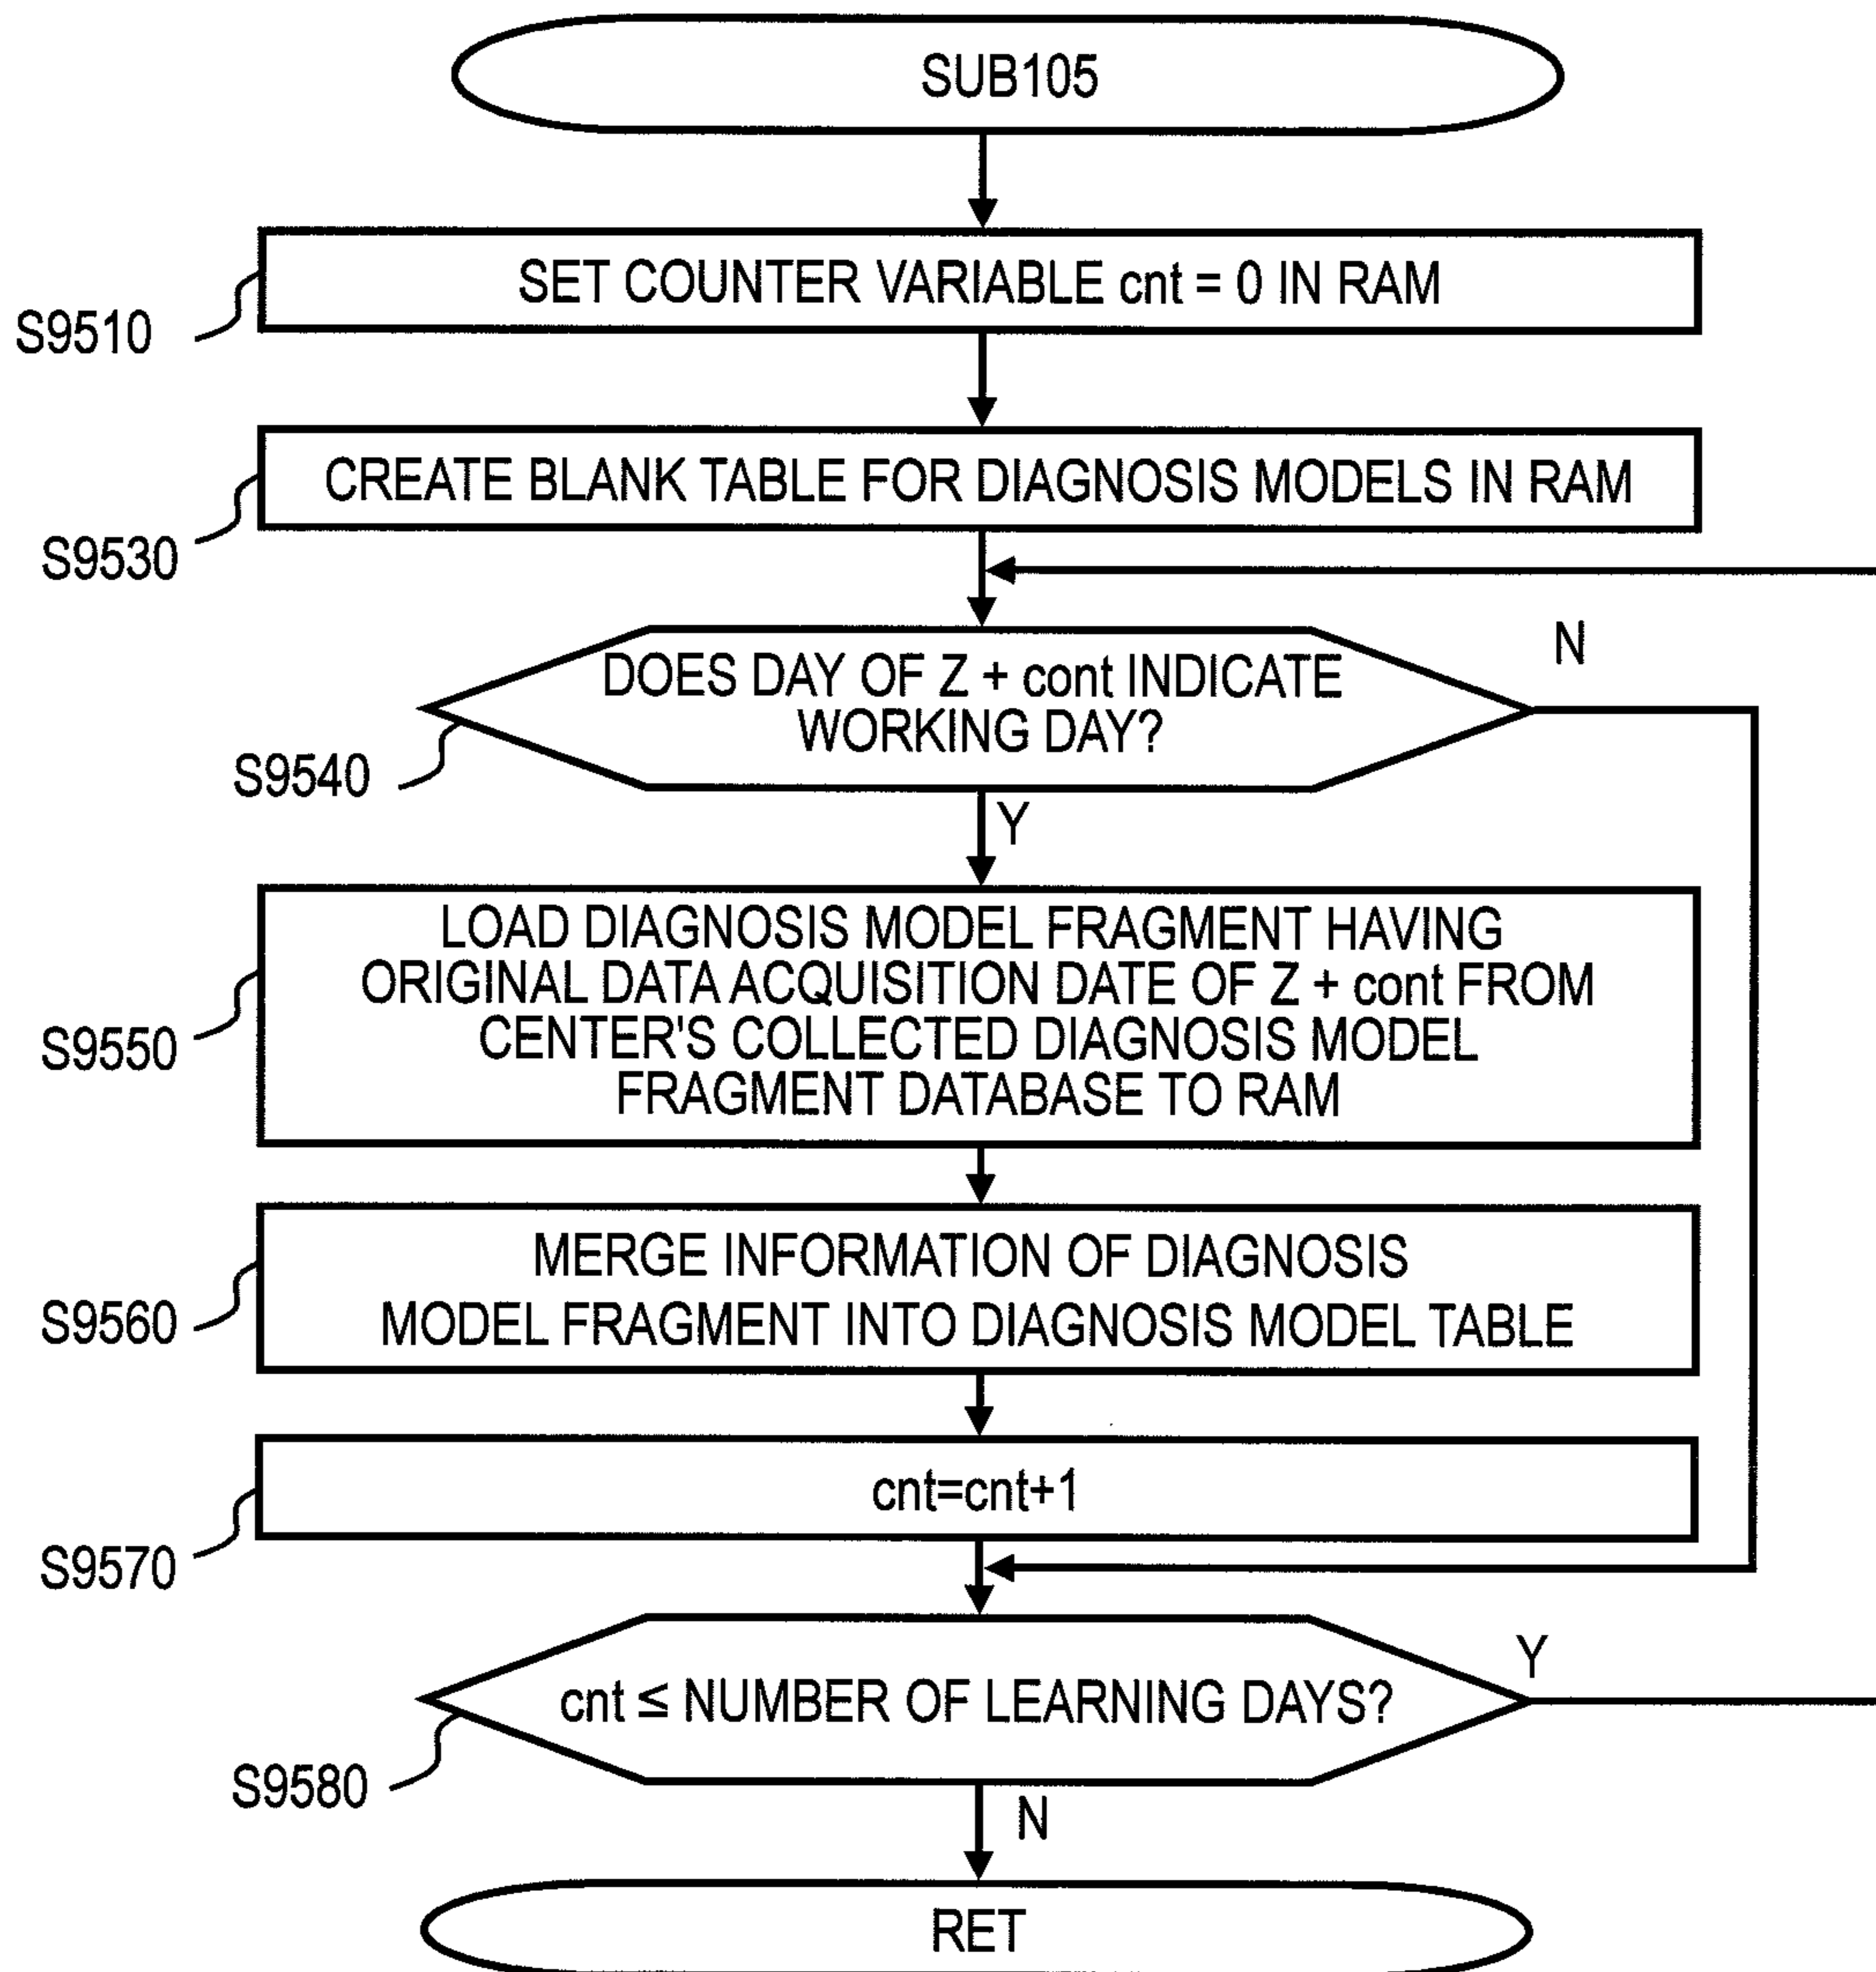 SUB105
SET COUNTER VARIABLE cnt = 0 IN RAM
S9510
CREATE BLANK TABLE FOR DIAGNOSIS MODELS IN RAM
S9530
DOES DAY OF Z + cont INDICATE
WORKING DAY?
N
S9540
Y
LOAD DIAGNOSIS MODEL FRAGMENT HAVING
ORIGINAL DATA ACQUISITION DATE OF Z + cont FROM
CENTER'S COLLECTED DIAGNOSIS MODEL
FRAGMENT DATABASE TO RAM
S9550
MERGE INFORMATION OF DIAGNOSIS
MODEL FRAGMENT INTO DIAGNOSIS MODEL TABLE
S9560
cnt=cnt+1
S9570
cnt ≤ NUMBER OF LEARNING DAYS?
Y
S9580
N
RET